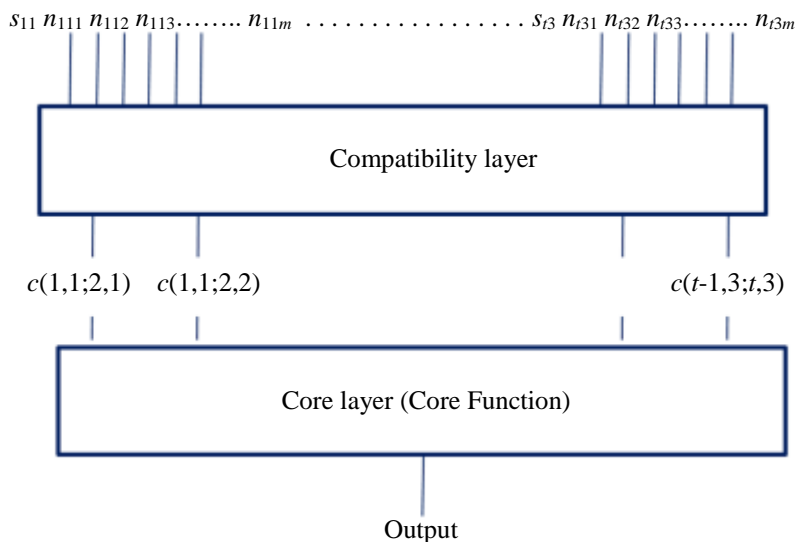 s₁₁ n₁₁₁ n₁₁₂ n₁₁₃…….. n₁₁ₘ . . . . . . . . . . . . . . . . . . sₜ₃ nₜ₃₁ nₜ₃₂ nₜ₃₃…….. nₜ₃ₘ
Compatibility layer
c(1,1;2,1) c(1,1;2,2) c(t-1,3;t,3)
Core layer (Core Function)
Output